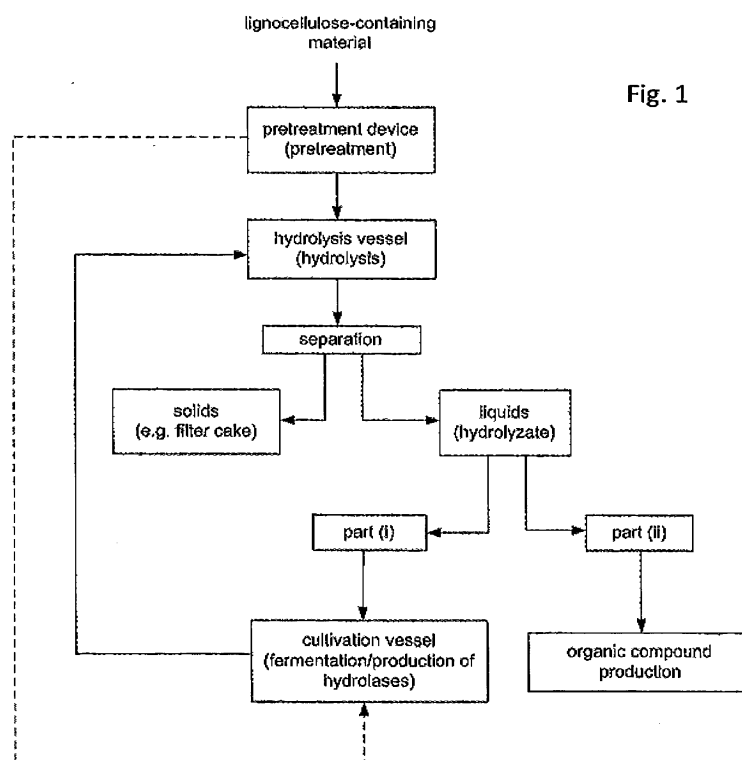 lignocellulose-containing
material
Fig. 1
pretreatment device
(pretreatment)
hydrolysis vessel
(hydrolysis)
separation
solids
(e.g. filter cake)
liquids
(hydrolyzate)
part (i)
part (ii)
cultivation vessel
(fermentation/production of
hydrolases)
organic compound
production